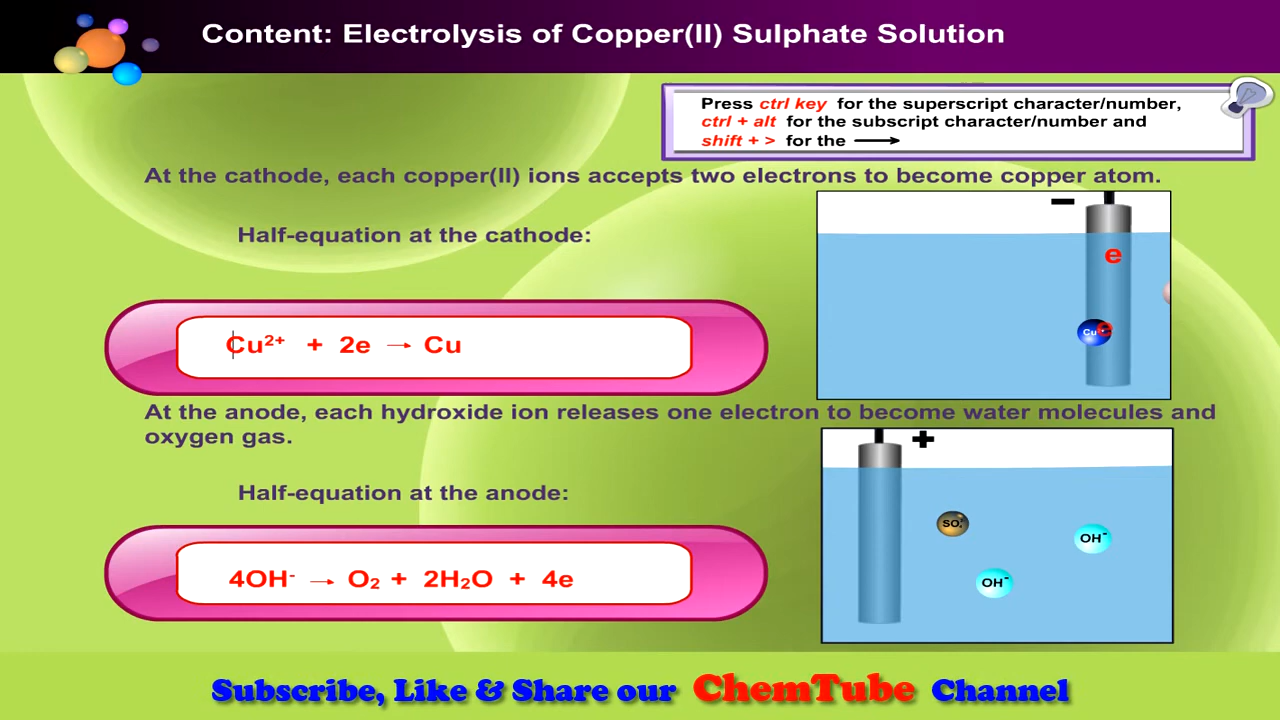 Content: Electrolysis of Copper(II) Sulphate Solution
Press ctrl key for the superscript character/number,
ctrl + alt for the subscript character/number and
shift + > for the ⟶
At the cathode, each copper(II) ions accepts two electrons to become copper atom.
Half-equation at the cathode:
−
e
Cu e
Cu²⁺ + 2e → Cu
At the anode, each hydroxide ion releases one electron to become water molecules and
oxygen gas.
+
Half-equation at the anode:
SO₄
OH⁻
OH⁻
4OH⁻ → O₂ + 2H₂O + 4e
Subscribe, Like & Share our ChemTube Channel